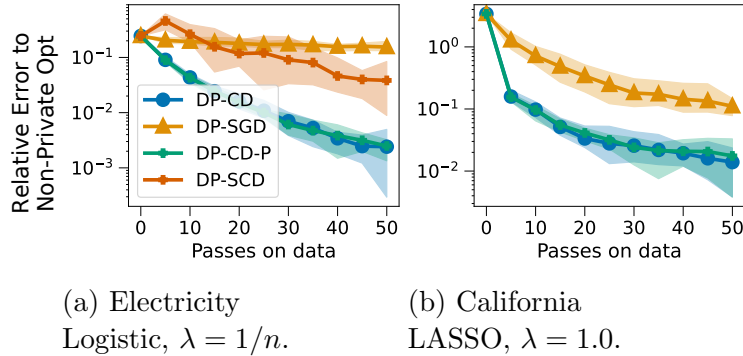 Relative Error to
Non-Private Opt
10⁻¹
10⁻²
10⁻³
DP-CD
DP-SGD
DP-CD-P
DP-SCD
0 10 20 30 40 50
Passes on data
10⁰
10⁻¹
10⁻²
0 10 20 30 40 50
Passes on data
(a) Electricity
Logistic, λ = 1/n.
(b) California
LASSO, λ = 1.0.